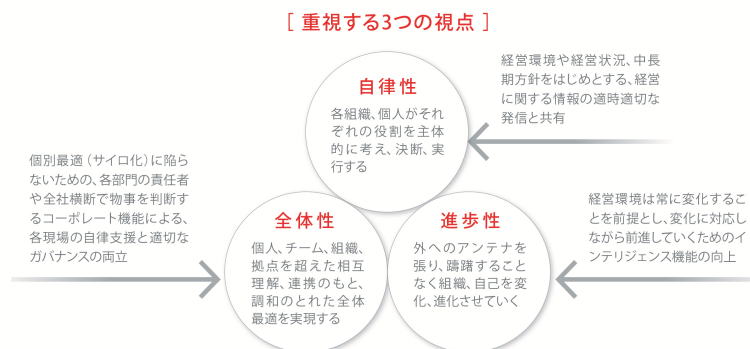 [ 重視する3つの視点 ]
自律性
各組織、個人がそれ
ぞれの役割を主体
的に考え、決断、実
行する
経営環境や経営状況、中長
期方針をはじめとする、経営
に関する情報の適時適切な
発信と共有
個別最適（サイロ化）に陥ら
ないための、各部門の責任者
や全社横断で物事を判断す
るコーポレート機能による、
各現場の自律支援と適切な
ガバナンスの両立
全体性
個人、チーム、組織、
拠点を超えた相互
理解、連携のもと、
調和のとれた全体
最適を実現する
進歩性
外へのアンテナを
張り、躊躇すること
なく組織、自己を変
化、進化させていく
経営環境は常に変化するこ
とを前提とし、変化に対応し
ながら前進していくためのイ
ンテリジェンス機能の向上